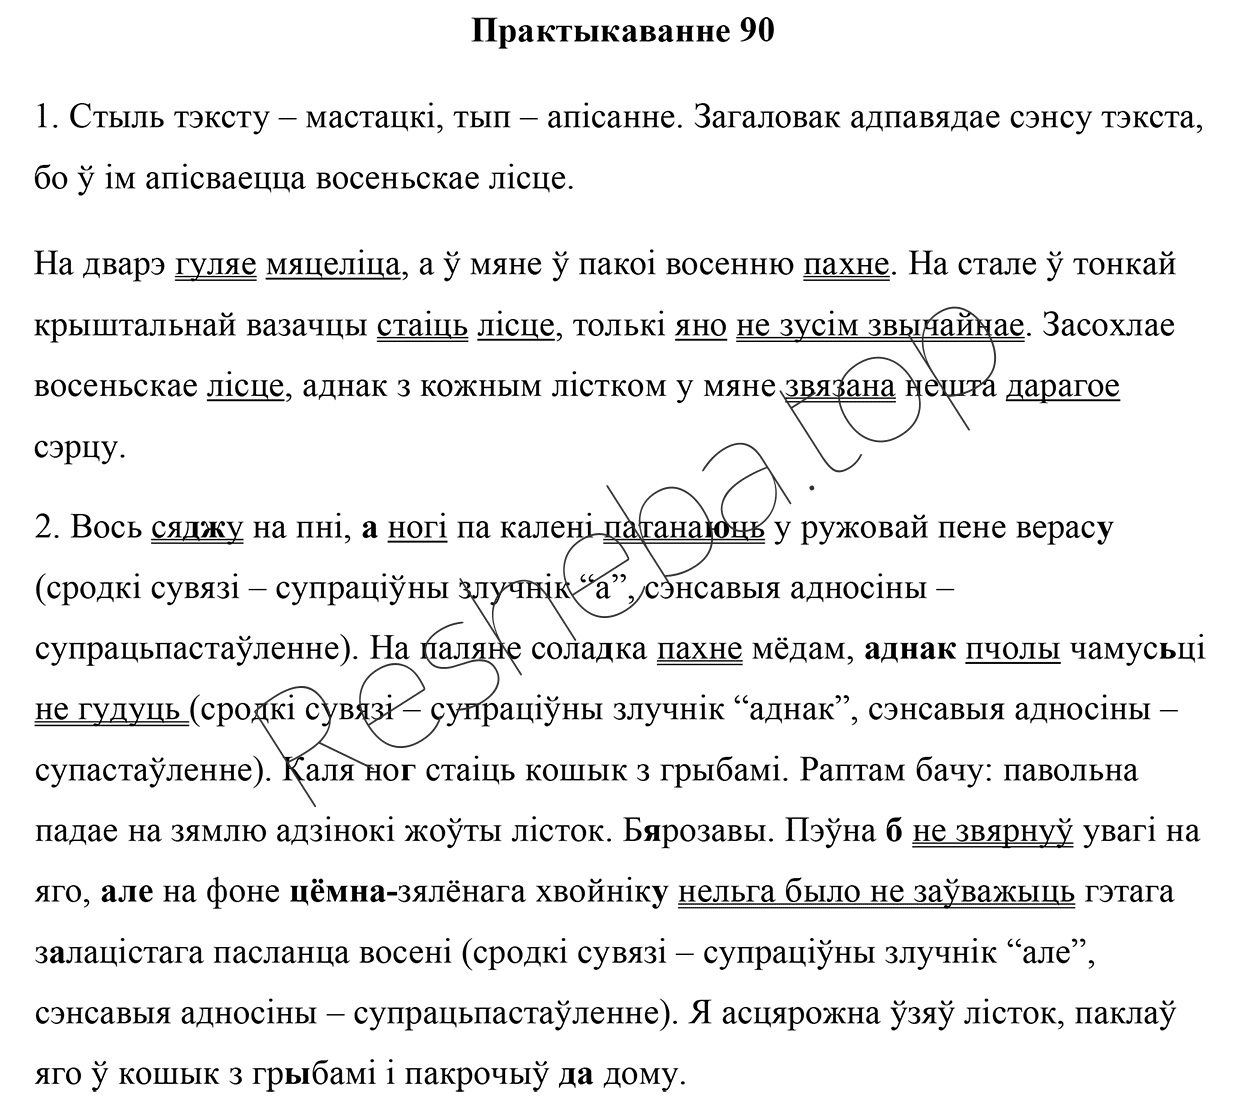 Практыкаванне 90
1. Стыль тэксту – мастацкі, тып – апісанне. Загаловак адпавядае сэнсу тэкста,
бо ў ім апісваецца восеньскае лісце.
На дварэ гуляе мяцеліца, а ў мяне ў пакоі восенню пахне. На стале ў тонкай
крыштальнай вазачцы стаіць лісце, толькі яно не зусім звычайнае. Засохлае
восеньскае лісце, аднак з кожным лістком у мяне звязана нешта дарагое
сэрцу.
2. Вось сяджу на пні, а ногі па калені патанаюць у ружовай пене верасу
(сродкі сувязі – супраціўны злучнік “а”, сэнсавыя адносіны –
супрацьпастаўленне). На паляне соладка пахне мёдам, аднак пчолы чамусьці
не гудуць (сродкі сувязі – супраціўны злучнік “аднак”, сэнсавыя адносіны –
супастаўленне). Каля ног стаіць кошык з грыбамі. Раптам бачу: павольна
падае на зямлю адзінокі жоўты лісток. Бярозавы. Пэўна б не звярнуў увагі на
яго, але на фоне цёмна-зялёнага хвойніку нельга было не заўважыць гэтага
залацістага пасланца восені (сродкі сувязі – супраціўны злучнік “але”,
сэнсавыя адносіны – супрацьпастаўленне). Я асцярожна ўзяў лісток, паклаў
яго ў кошык з грыбамі і пакрочыў да дому.
Resheba.top